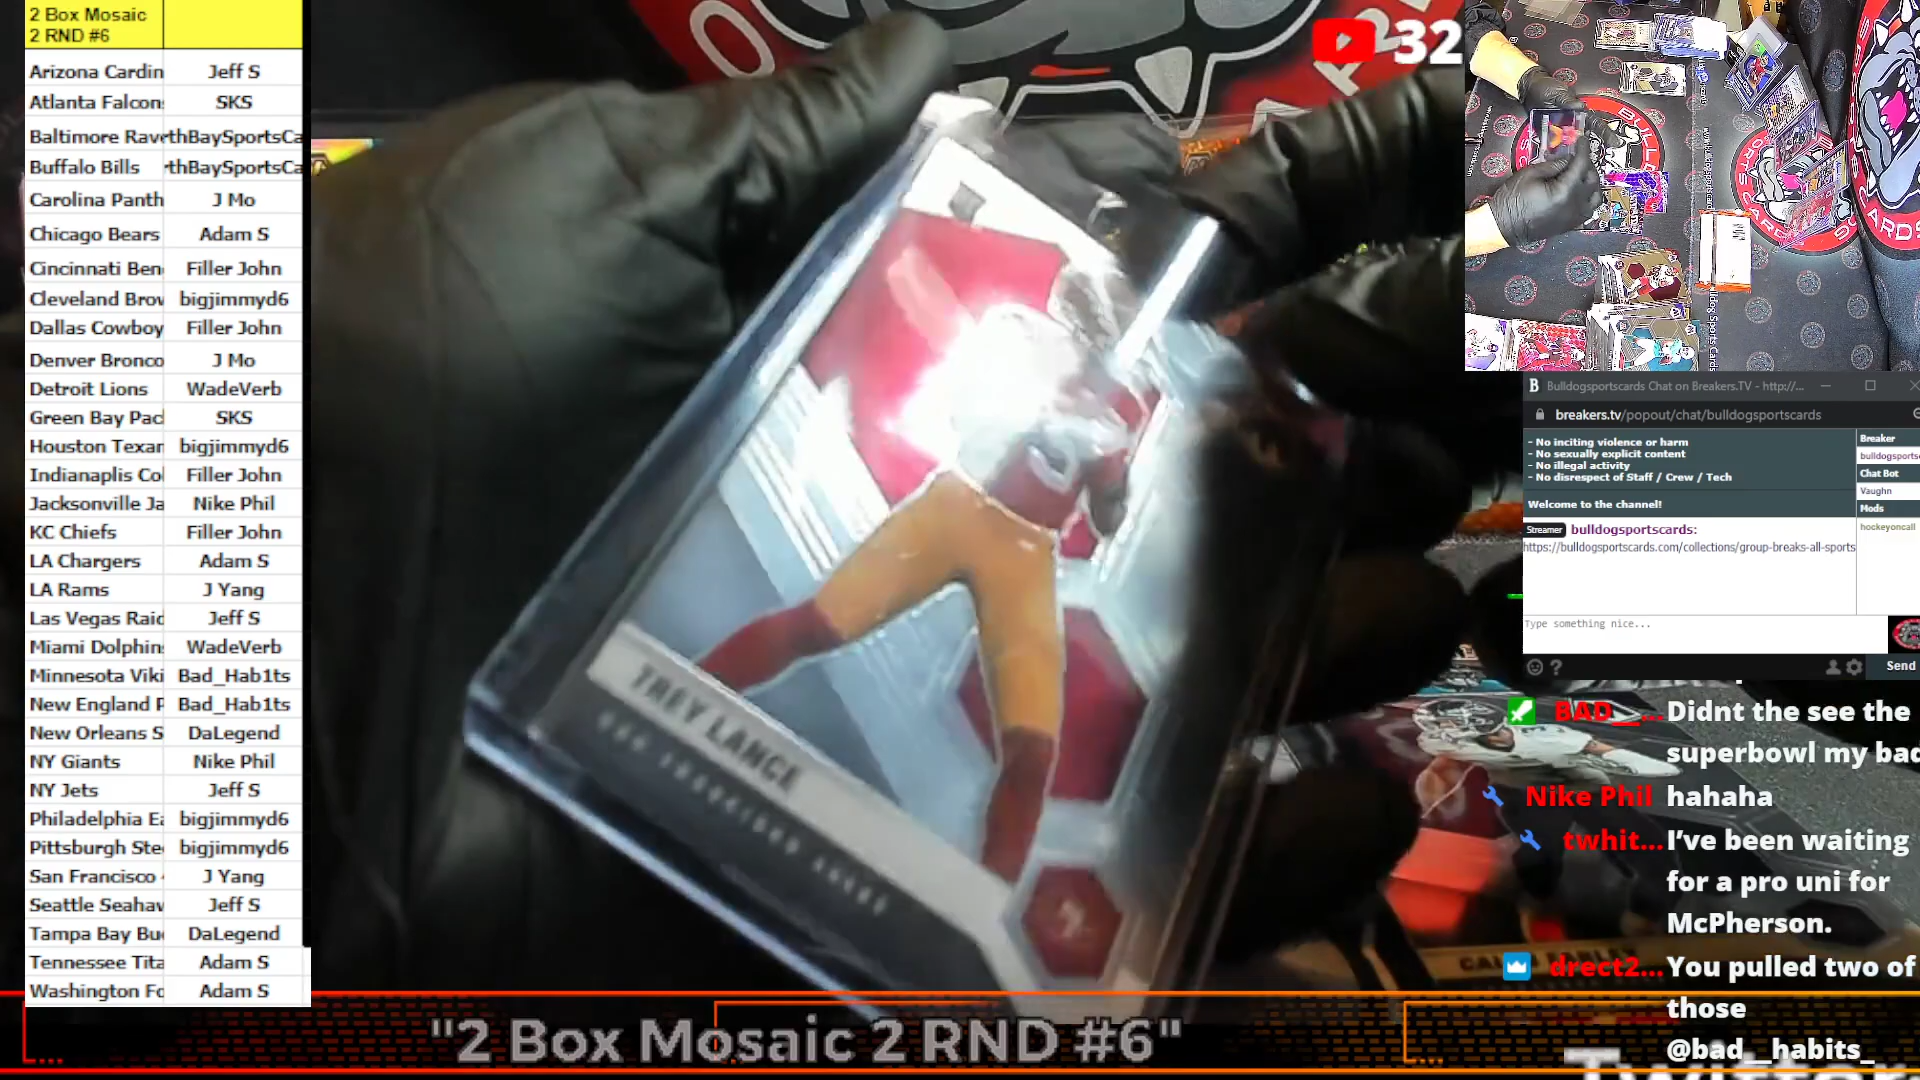 2 Box Mosaic
2 RND #6
Arizona Cardin Jeff S
Atlanta Falcon SKS
Baltimore Rav thBaySportsCa
Buffalo Bills thBaySportsCa
Carolina Panth J Mo
Chicago Bears Adam S
Cincinnati Ben Filler John
Cleveland Brov bigjimmyd6
Dallas Cowboy Filler John
Denver Bronco J Mo
Detroit Lions WadeVerb
Green Bay Pac SKS
Houston Texar bigjimmyd6
Indianaplis Co Filler John
Jacksonville Ja Nike Phil
KC Chiefs Filler John
LA Chargers Adam S
LA Rams J Yang
Las Vegas Raid Jeff S
Miami Dolphin WadeVerb
Minnesota Viki Bad_Hab1ts
New England P Bad_Hab1ts
New Orleans S DaLegend
NY Giants Nike Phil
NY Jets Jeff S
Philadelphia Ea bigjimmyd6
Pittsburgh Ste bigjimmyd6
San Francisco J Yang
Seattle Seahav Jeff S
Tampa Bay Bu DaLegend
Tennessee Tita Adam S
Washington Fo Adam S
TREY LANCE
32
Bulldogsportscards Chat on Breakers.TV - http://...
breakers.tv/popout/chat/bulldogsportscards
- No inciting violence or harm
- No sexually explicit content
- No illegal activity
- No disrespect of Staff / Crew / Tech
Welcome to the channel!
Streamer bulldogsportscards:
https://bulldogsportscards.com/collections/group-breaks-all-sports
Breaker
bulldogsports
Chat Bot
Vaughn
Mods
hockeyoncall
Type something nice...
Send
BAD__... Didnt the see the
superbowl my bad
Nike Phil hahaha
twhit... I've been waiting
for a pro uni for
McPherson.
drect2... You pulled two of
those
@bad__habits_
"2 Box Mosaic 2 RND #6"